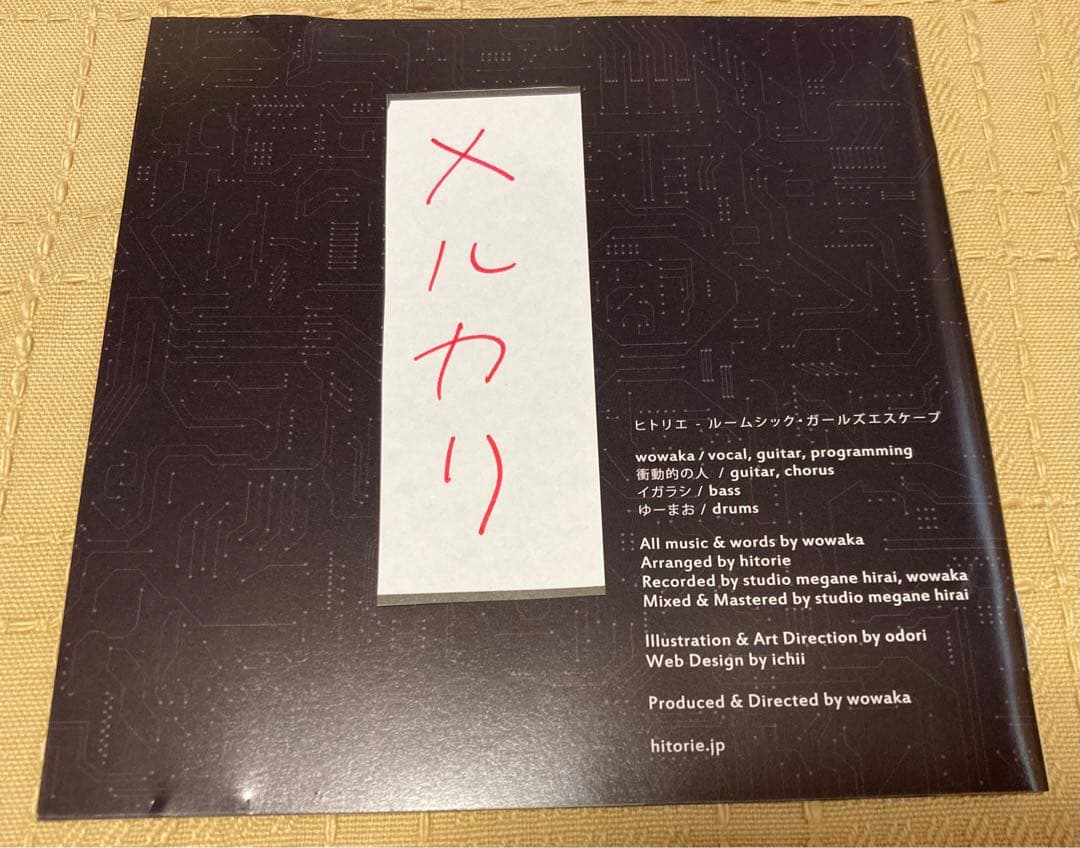 メルカリ
ヒトリエ - ルームシック・ガールズエスケープ
wowaka / vocal, guitar, programming
衝動的の人 / guitar, chorus
イガラシ / bass
ゆーまお / drums
All music & words by wowaka
Arranged by hitorie
Recorded by studio megane hirai, wowaka
Mixed & Mastered by studio megane hirai
Illustration & Art Direction by odori
Web Design by ichii
Produced & Directed by wowaka
hitorie.jp